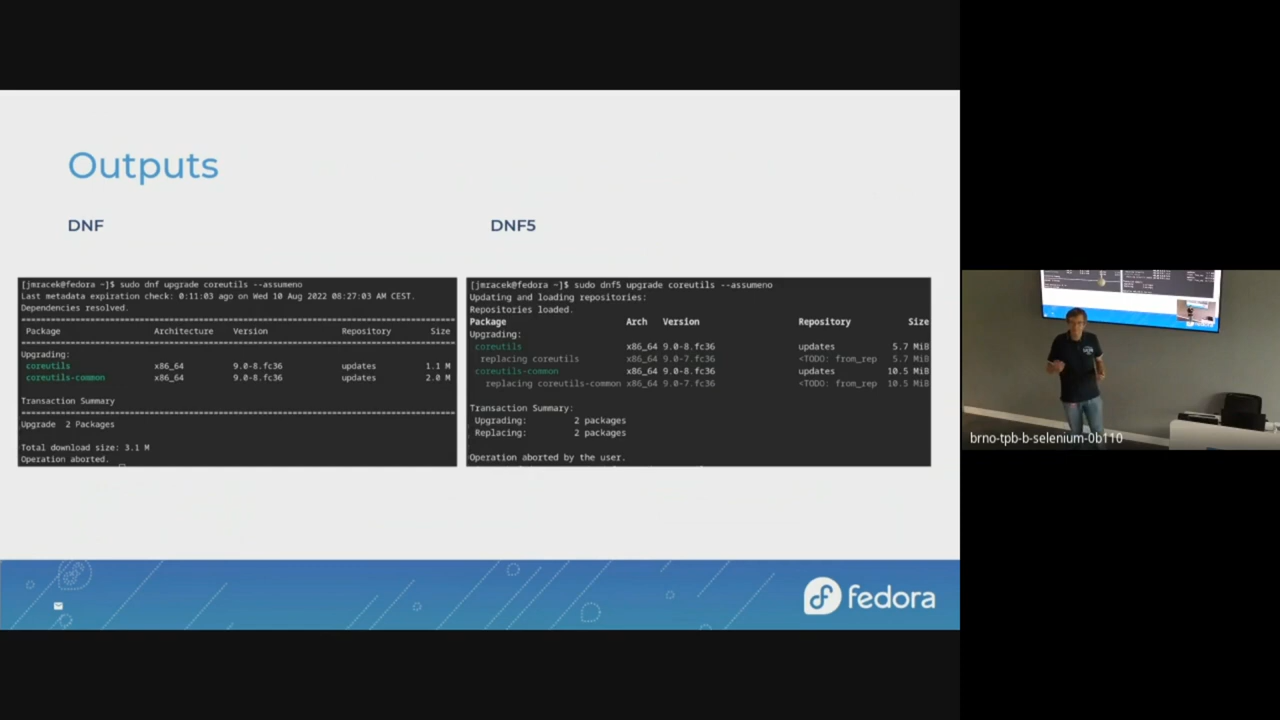 Outputs
DNF
DNF5
[jmracek@fedora ~]$ sudo dnf upgrade coreutils --assumeno
Last metadata expiration check: 0:11:03 ago on Wed 10 Aug 2022 08:27:03 AM CEST.
Dependencies resolved.
Package Architecture Version Repository Size
Upgrading:
coreutils x86_64 9.0-8.fc36 updates 1.1 M
coreutils-common x86_64 9.0-8.fc36 updates 2.0 M
Transaction Summary
Upgrade 2 Packages
Total download size: 3.1 M
Operation aborted.
[jmracek@fedora ~]$ sudo dnf5 upgrade coreutils --assumeno
Updating and loading repositories:
Repositories loaded.
Package Arch Version Repository Size
Upgrading:
coreutils x86_64 9.0-8.fc36 updates 5.7 MiB
replacing coreutils x86_64 9.0-7.fc36 <TODO: from_rep 5.7 MiB
coreutils-common x86_64 9.0-8.fc36 updates 10.5 MiB
replacing coreutils-common x86_64 9.0-7.fc36 <TODO: from_rep 10.5 MiB
Transaction Summary:
Upgrading: 2 packages
Replacing: 2 packages
Operation aborted by the user.
fedora
brno-tpb-b-selenium-0b110